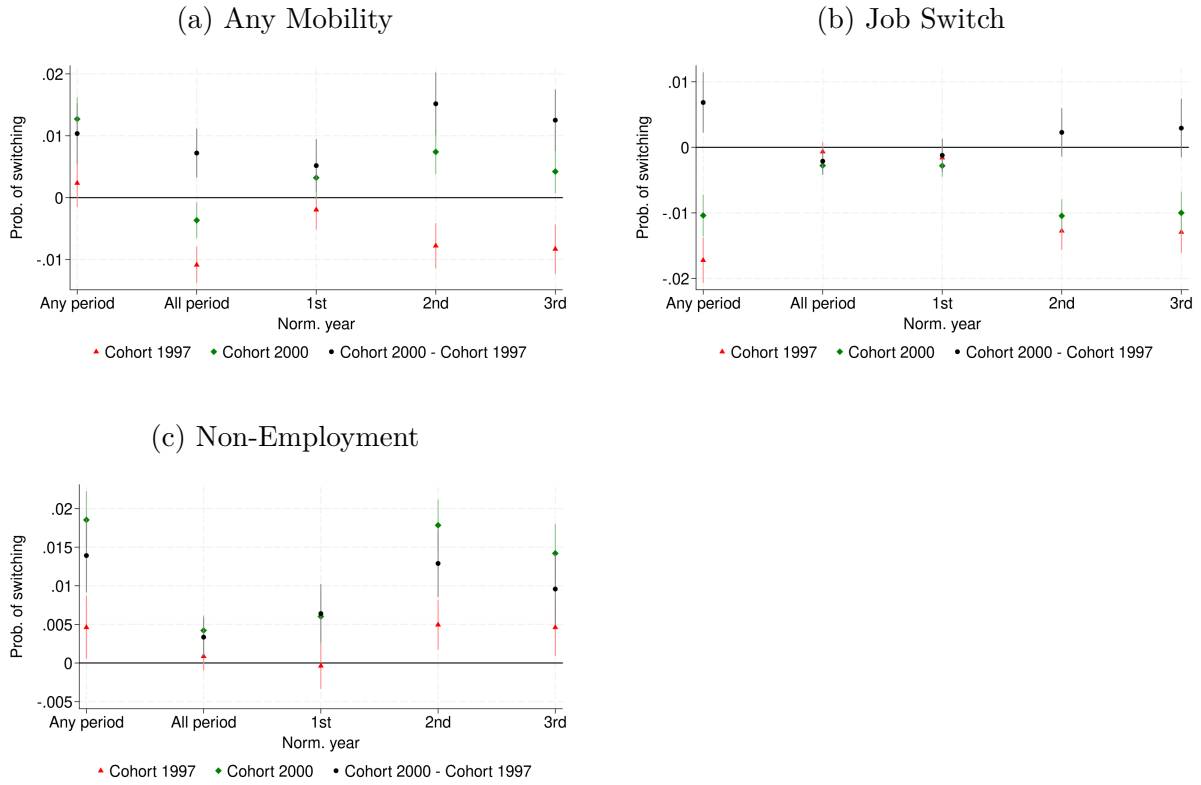 (a) Any Mobility
.02
.01
0
-.01
Prob. of switching
Any period All period 1st 2nd 3rd
Norm. year
Cohort 1997 Cohort 2000 Cohort 2000 - Cohort 1997
(b) Job Switch
.01
0
-.01
-.02
Prob. of switching
Any period All period 1st 2nd 3rd
Norm. year
Cohort 1997 Cohort 2000 Cohort 2000 - Cohort 1997
(c) Non-Employment
.02
.015
.01
.005
0
-.005
Prob. of switching
Any period All period 1st 2nd 3rd
Norm. year
Cohort 1997 Cohort 2000 Cohort 2000 - Cohort 1997